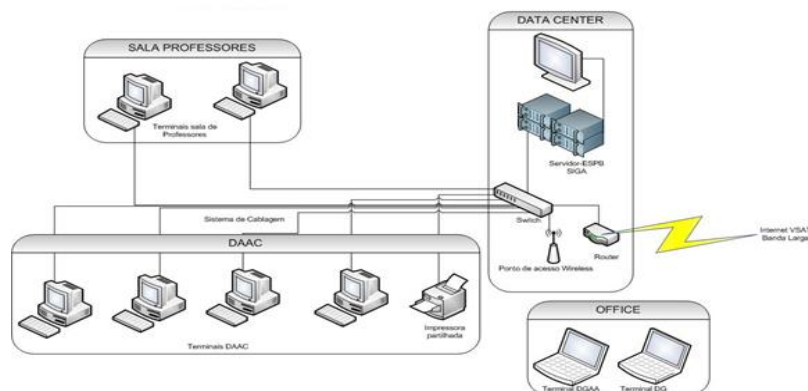 SALA PROFESSORES
Terminais sala de
Professores
DATA CENTER
Servidor-ESPB
SIGA
Switch
Ponto de acesso Wireless
Router
Internet VSAT
Banda Larga
Sistema de Cablagem
DAAC
Impressora
partilhada
Terminais DAAC
OFFICE
Terminal DGAA
Terminal DG